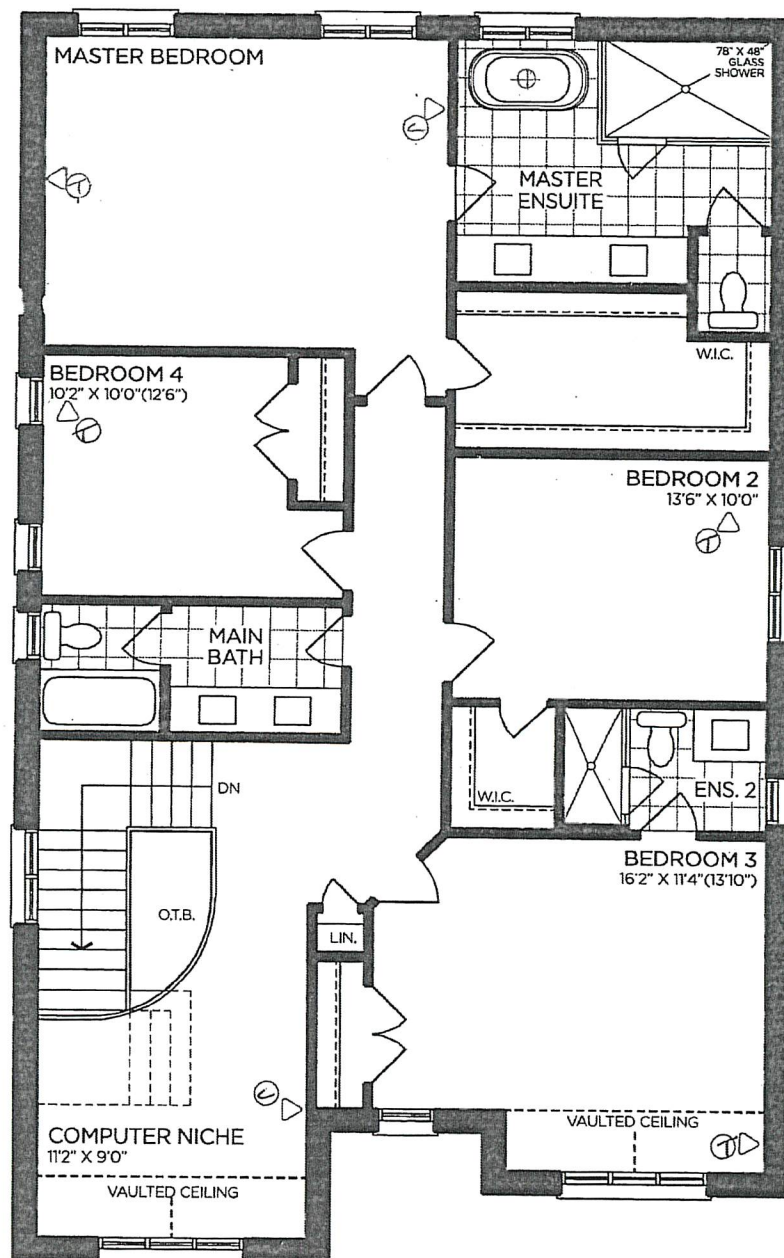 MASTER BEDROOM
78" X 48"
GLASS
SHOWER
C
T
MASTER
ENSUITE
W.I.C.
BEDROOM 4
10'2" X 10'0"(12'6")
T
BEDROOM 2
13'6" X 10'0"
T
MAIN
BATH
DN
W.I.C.
ENS. 2
BEDROOM 3
16'2" X 11'4"(13'10")
O.T.B.
LIN.
C
COMPUTER NICHE
11'2" X 9'0"
VAULTED CEILING
T
VAULTED CEILING